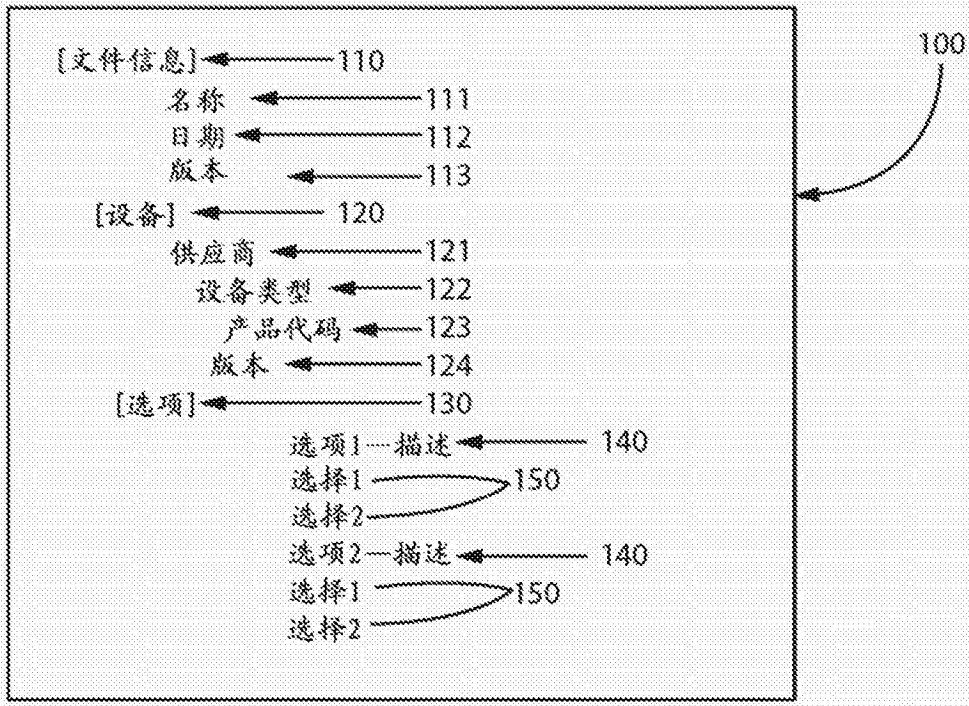 100
[文件信息] 110
名称 111
日期 112
版本 113
[设备] 120
供应商 121
设备类型 122
产品代码 123
版本 124
[选项] 130
选项1—描述 140
选择1 150
选择2
选项2—描述 140
选择1 150
选择2